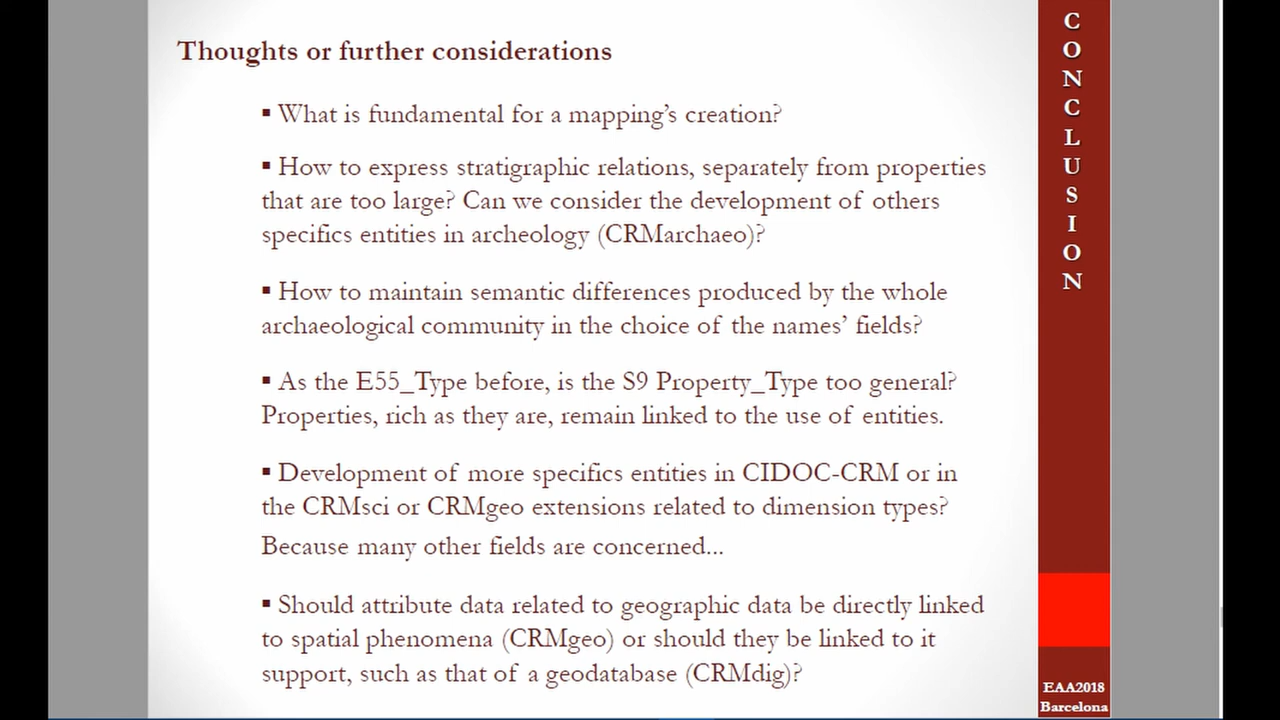 Thoughts or further considerations
▪ What is fundamental for a mapping's creation?
▪ How to express stratigraphic relations, separately from properties
that are too large? Can we consider the development of others
specifics entities in archeology (CRMarchaeo)?
▪ How to maintain semantic differences produced by the whole
archaeological community in the choice of the names' fields?
▪ As the E55_Type before, is the S9 Property_Type too general?
Properties, rich as they are, remain linked to the use of entities.
▪ Development of more specifics entities in CIDOC-CRM or in
the CRMsci or CRMgeo extensions related to dimension types?
Because many other fields are concerned...
▪ Should attribute data related to geographic data be directly linked
to spatial phenomena (CRMgeo) or should they be linked to it
support, such as that of a geodatabase (CRMdig)?
C
O
N
C
L
U
S
I
O
N
EAA2018
Barcelona